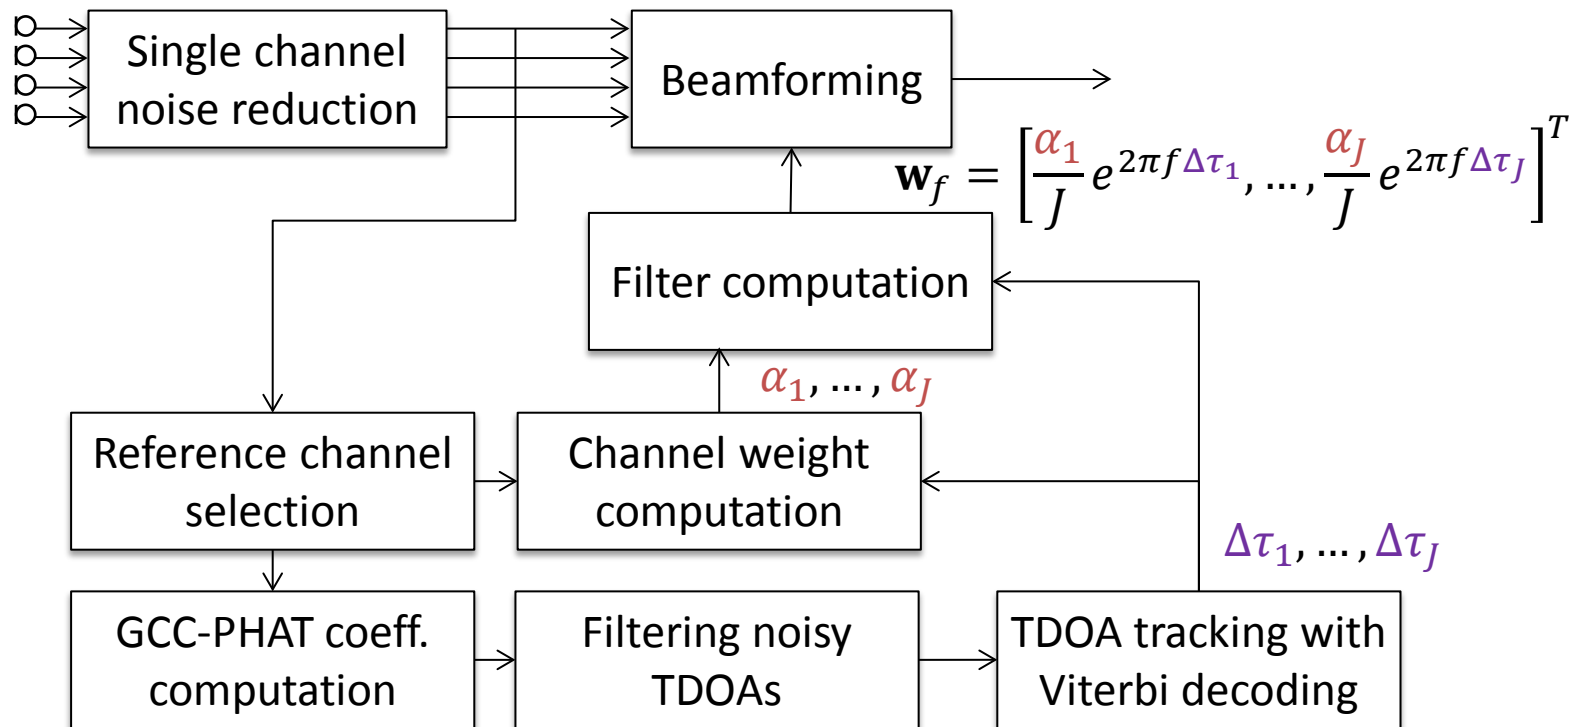 Single channel
noise reduction
Beamforming
𝐰_f = [α_1/J e^{2πfΔτ_1}, …, α_J/J e^{2πfΔτ_J}]^T
Filter computation
α_1, … , α_J
Reference channel
selection
Channel weight
computation
Δτ_1, … , Δτ_J
GCC-PHAT coeff.
computation
Filtering noisy
TDOAs
TDOA tracking with
Viterbi decoding